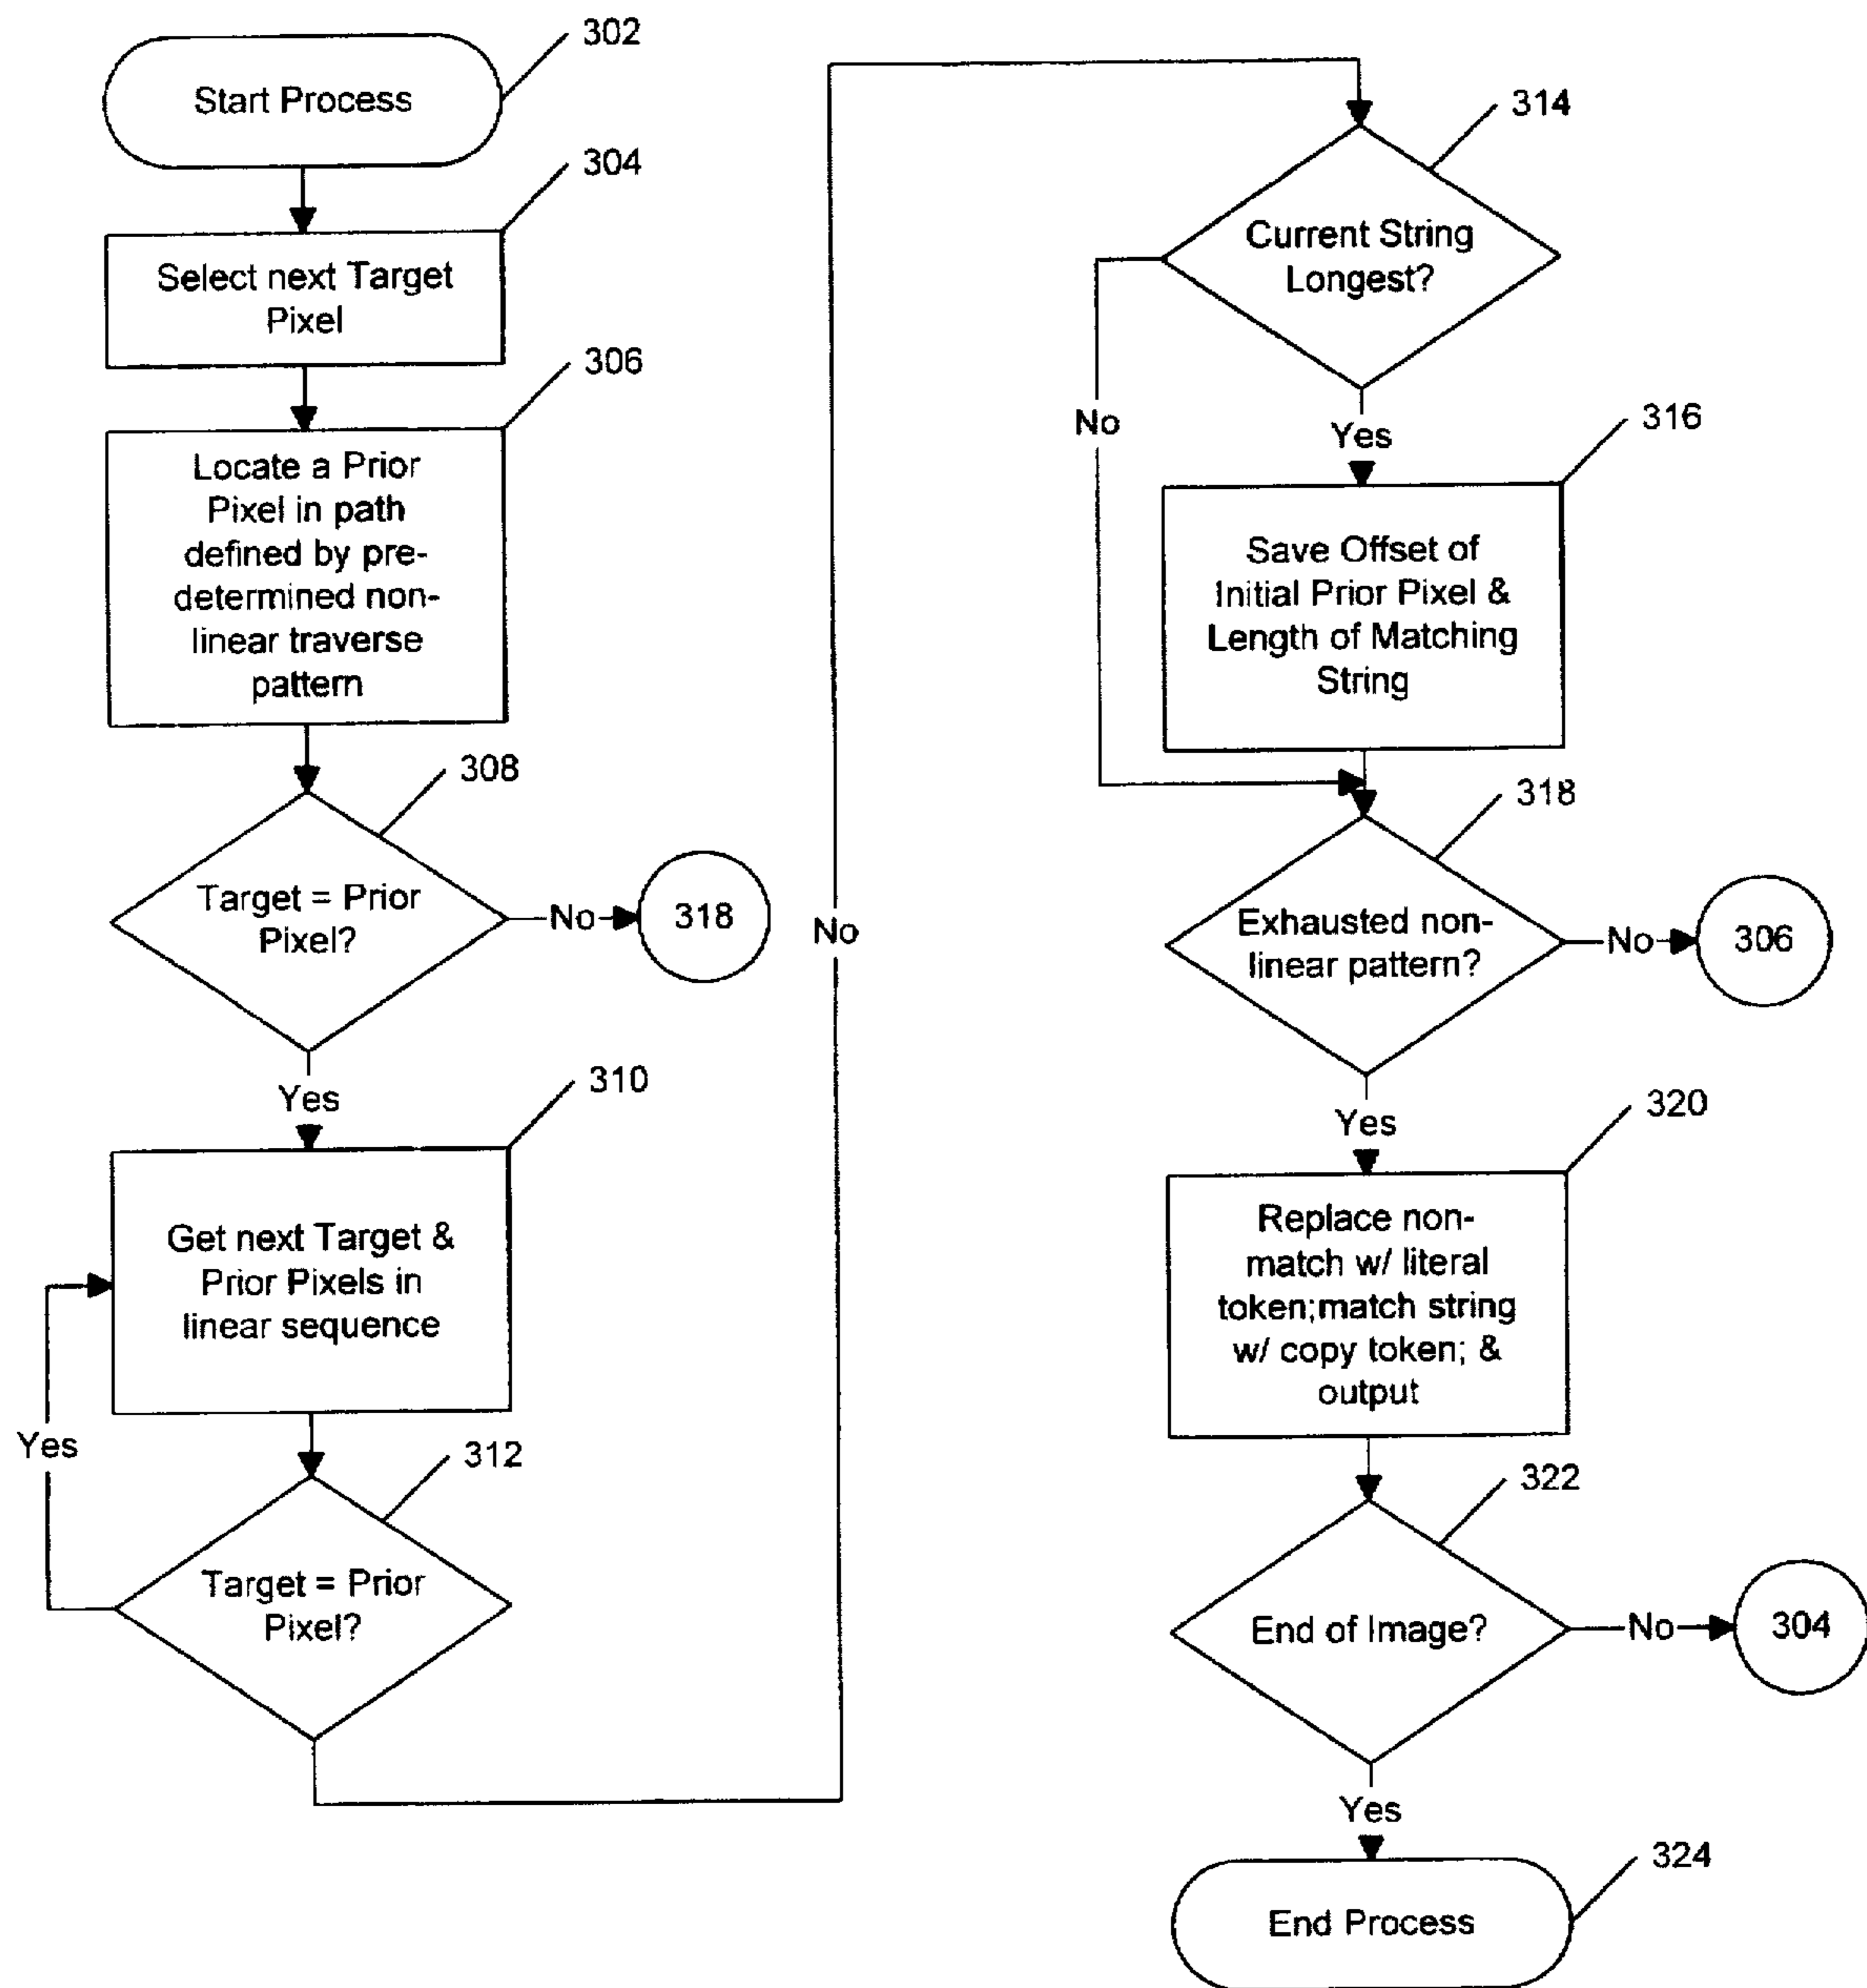 302
Start Process
304
Select next Target
Pixel
306
Locate a Prior
Pixel in path
defined by pre-
determined non-
linear traverse
pattern
308
Target = Prior
Pixel?
No
318
Yes
310
Get next Target &
Prior Pixels in
linear sequence
Yes
312
Target = Prior
Pixel?
No
314
Current String
Longest?
No
Yes
316
Save Offset of
Initial Prior Pixel &
Length of Matching
String
318
Exhausted non-
linear pattern?
No
306
Yes
320
Replace non-
match w/ literal
token;match string
w/ copy token; &
output
322
End of Image?
No
304
Yes
324
End Process